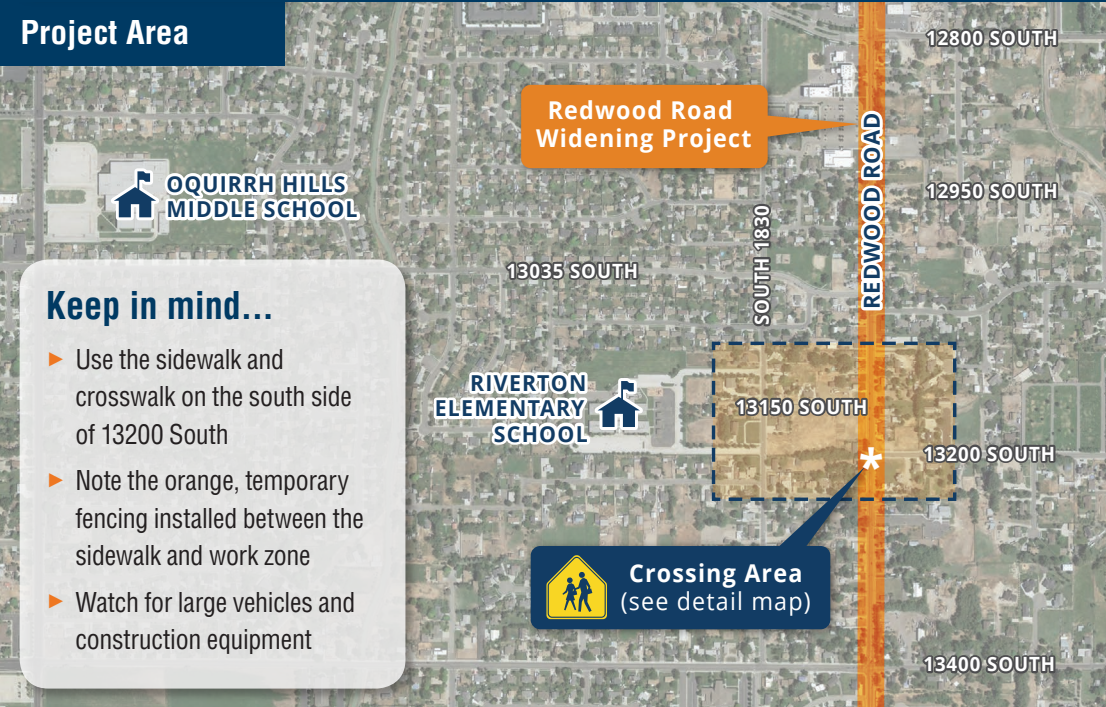 Project Area
12800 SOUTH
Redwood Road
Widening Project
REDWOOD ROAD
OQUIRRH HILLS
MIDDLE SCHOOL
12950 SOUTH
SOUTH 1830
13035 SOUTH
Keep in mind...
► Use the sidewalk and
crosswalk on the south side
of 13200 South
► Note the orange, temporary
fencing installed between the
sidewalk and work zone
► Watch for large vehicles and
construction equipment
RIVERTON
ELEMENTARY
SCHOOL
13150 SOUTH
*
13200 SOUTH
Crossing Area
(see detail map)
13400 SOUTH